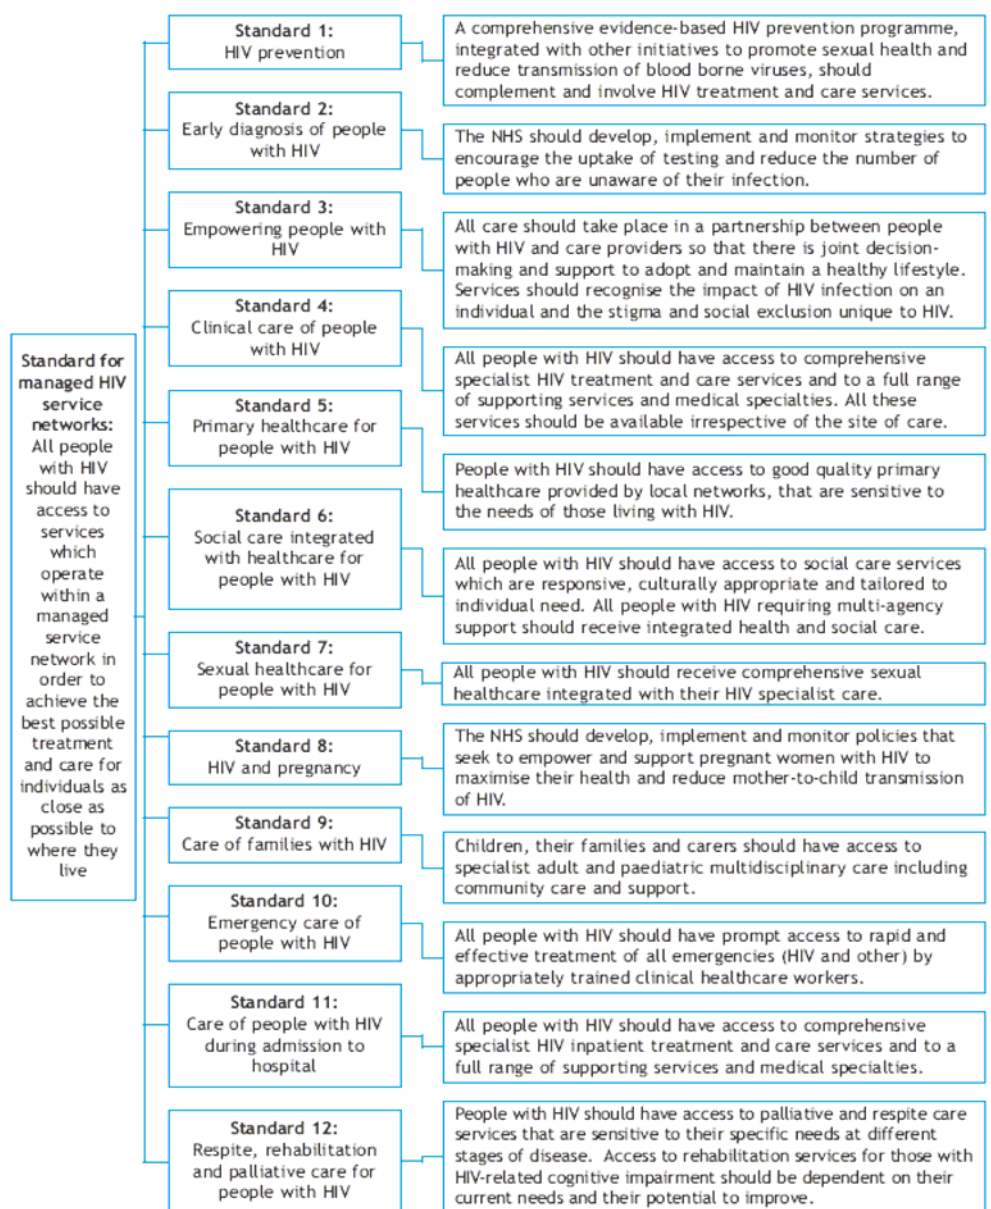 Standard for
managed HIV
service
networks:
All people
with HIV
should have
access to
services
which
operate
within a
managed
service
network in
order to
achieve the
best possible
treatment
and care for
individuals as
close as
possible to
where they
live
Standard 1:
HIV prevention
A comprehensive evidence-based HIV prevention programme,
integrated with other initiatives to promote sexual health and
reduce transmission of blood borne viruses, should
complement and involve HIV treatment and care services.
Standard 2:
Early diagnosis of people
with HIV
The NHS should develop, implement and monitor strategies to
encourage the uptake of testing and reduce the number of
people who are unaware of their infection.
Standard 3:
Empowering people with
HIV
All care should take place in a partnership between people
with HIV and care providers so that there is joint decision-
making and support to adopt and maintain a healthy lifestyle.
Services should recognise the impact of HIV infection on an
individual and the stigma and social exclusion unique to HIV.
Standard 4:
Clinical care of people
with HIV
All people with HIV should have access to comprehensive
specialist HIV treatment and care services and to a full range
of supporting services and medical specialties. All these
services should be available irrespective of the site of care.
Standard 5:
Primary healthcare for
people with HIV
People with HIV should have access to good quality primary
healthcare provided by local networks, that are sensitive to
the needs of those living with HIV.
Standard 6:
Social care integrated
with healthcare for
people with HIV
All people with HIV should have access to social care services
which are responsive, culturally appropriate and tailored to
individual need. All people with HIV requiring multi-agency
support should receive integrated health and social care.
Standard 7:
Sexual healthcare for
people with HIV
All people with HIV should receive comprehensive sexual
healthcare integrated with their HIV specialist care.
Standard 8:
HIV and pregnancy
The NHS should develop, implement and monitor policies that
seek to empower and support pregnant women with HIV to
maximise their health and reduce mother-to-child transmission
of HIV.
Standard 9:
Care of families with HIV
Children, their families and carers should have access to
specialist adult and paediatric multidisciplinary care including
community care and support.
Standard 10:
Emergency care of
people with HIV
All people with HIV should have prompt access to rapid and
effective treatment of all emergencies (HIV and other) by
appropriately trained clinical healthcare workers.
Standard 11:
Care of people with HIV
during admission to
hospital
All people with HIV should have access to comprehensive
specialist HIV inpatient treatment and care services and to a
full range of supporting services and medical specialties.
Standard 12:
Respite, rehabilitation
and palliative care for
people with HIV
People with HIV should have access to palliative and respite care
services that are sensitive to their specific needs at different
stages of disease.  Access to rehabilitation services for those with
HIV-related cognitive impairment should be dependent on their
current needs and their potential to improve.